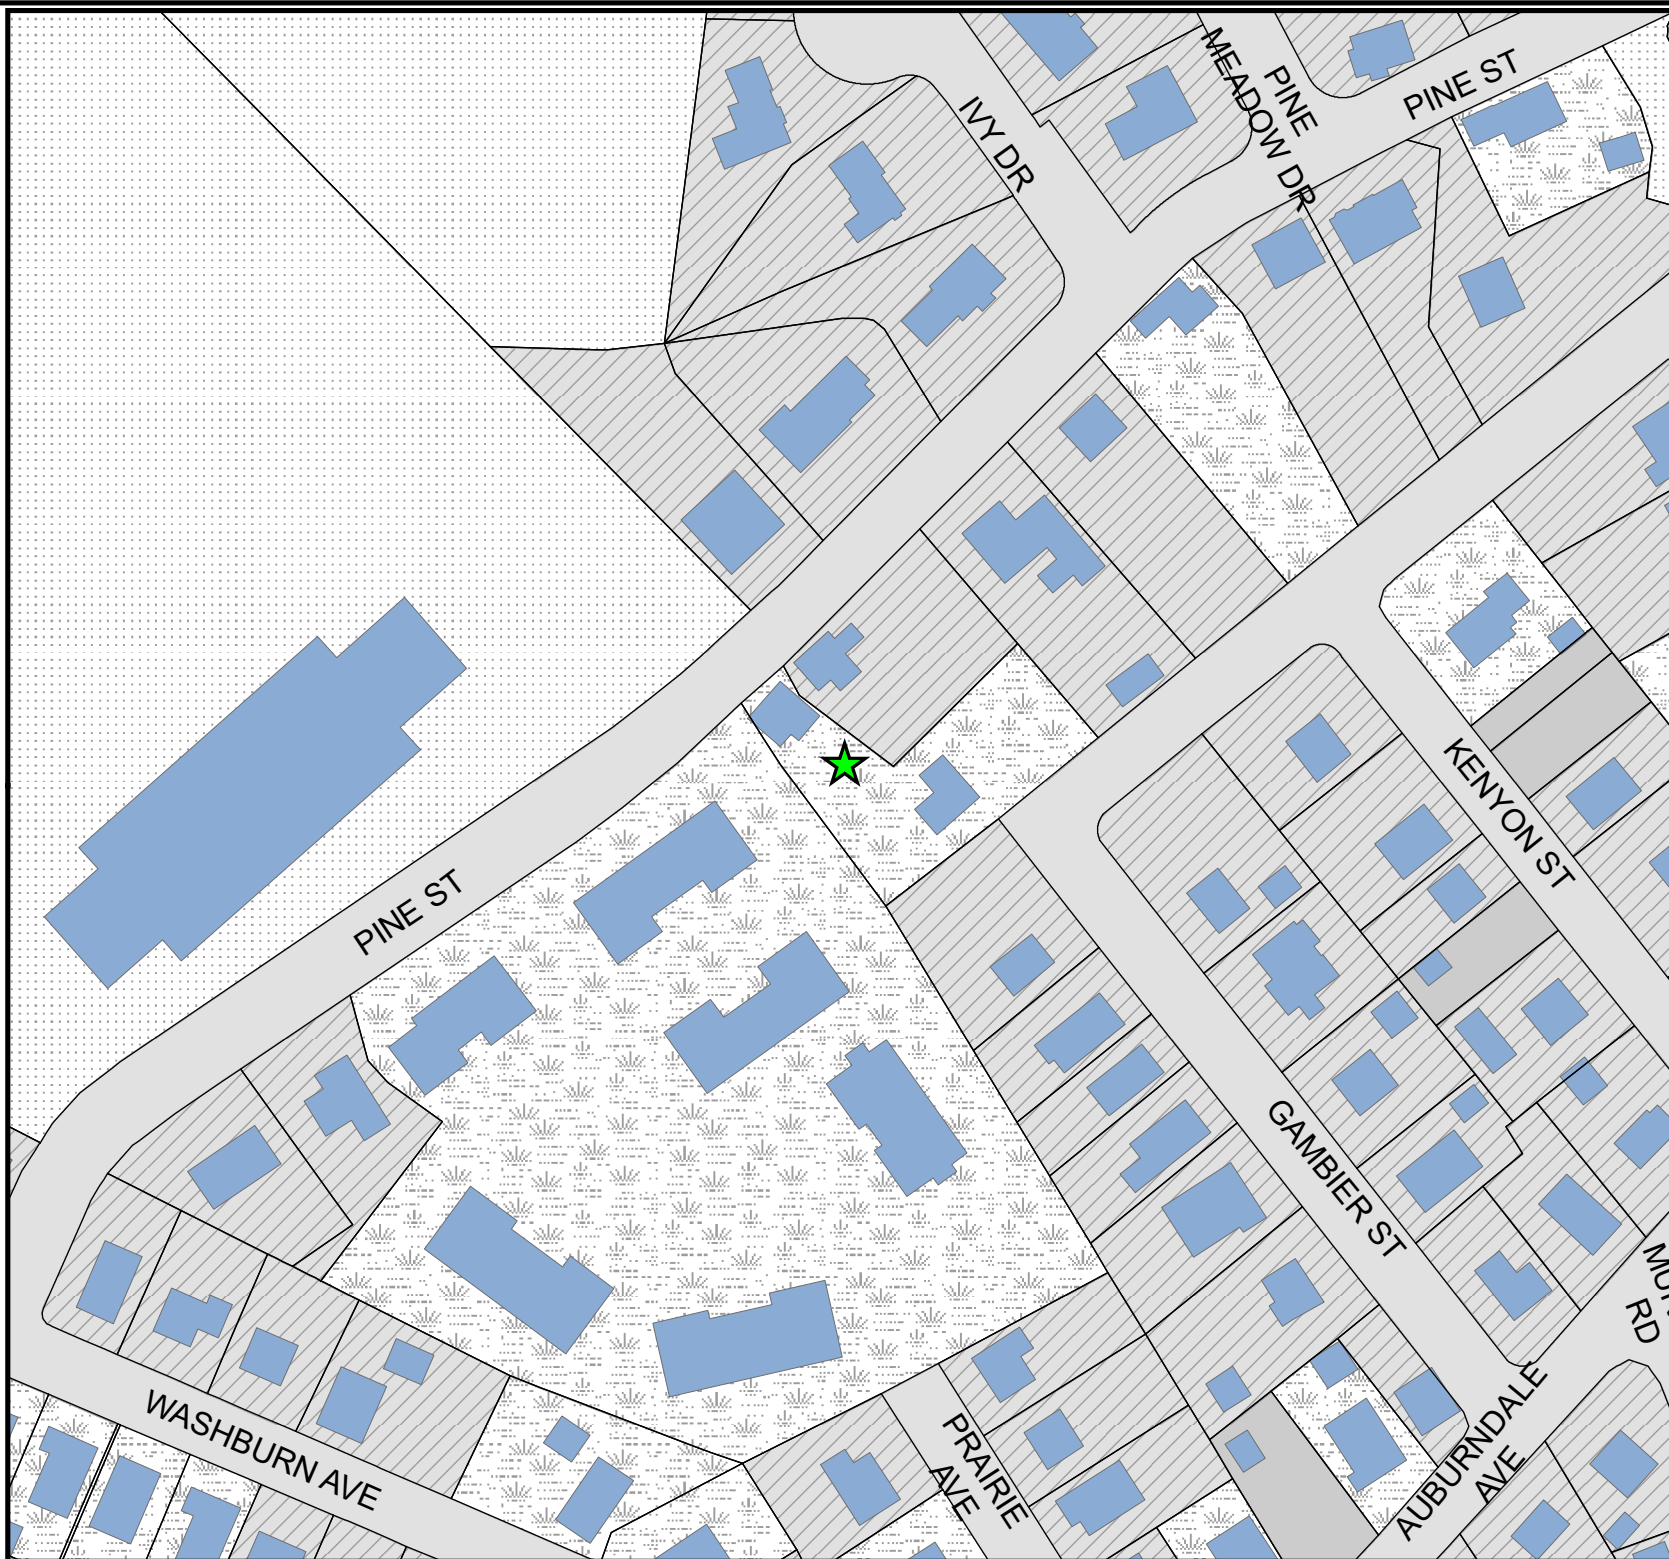 PINE ST
MEADOW DR
PINE
IVY DR
KENYON ST
PINE ST
GAMBIER ST
RD
WASHBURN AVE
PRAIRIE
AVE
AUBURNDALE
AVE